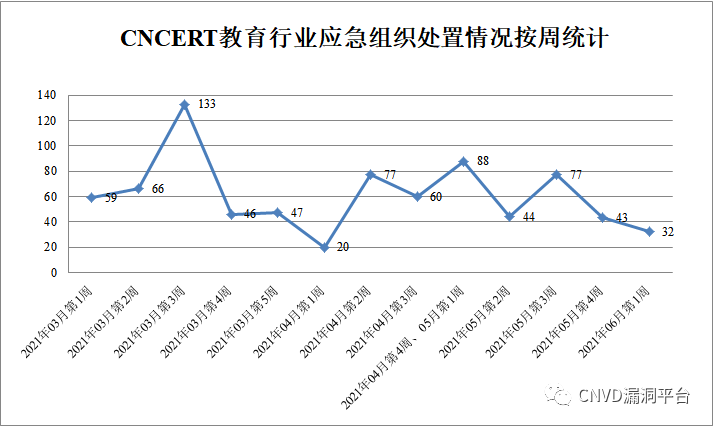 CNCERT教育行业应急组织处置情况按周统计
140
120
100
80
60
40
20
0
59
66
133
46
47
20
77
60
88
44
77
43
32
2021年03月第1周
2021年03月第2周
2021年03月第3周
2021年03月第4周
2021年03月第5周
2021年04月第1周
2021年04月第2周
2021年04月第3周
2021年04月第4周、05月第1周
2021年05月第2周
2021年05月第3周
2021年05月第4周
2021年06月第1周
CNVD漏洞平台